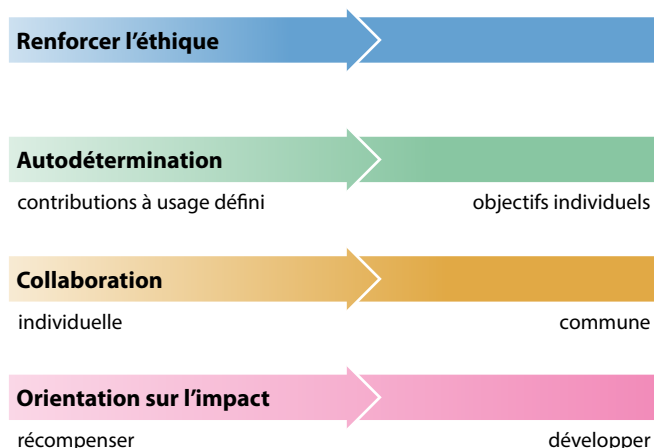 Renforcer l’éthique
Autodétermination
contributions à usage défini objectifs individuels
Collaboration
individuelle commune
Orientation sur l’impact
récompenser développer